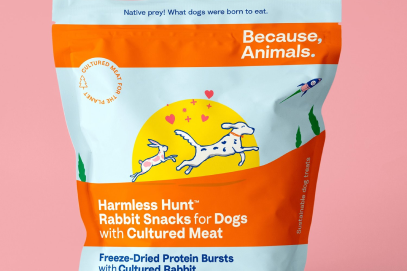 Native prey! What dogs were born to eat.
Because,
Animals.
CULTURED MEAT FOR THE PLANET
Harmless Hunt™
Rabbit Snacks for Dogs
with Cultured Meat
Sustainable dog treats
Freeze-Dried Protein Bursts
with Cultured Rabbit